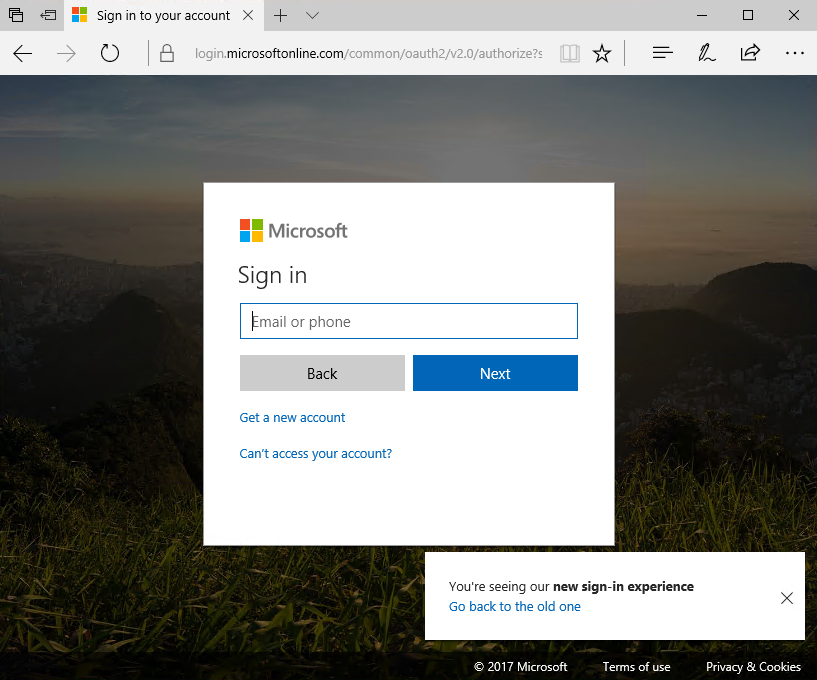 Sign in to your account
login.microsoftonline.com/common/oauth2/v2.0/authorize?s
Microsoft
Sign in
Email or phone
Back Next
Get a new account
Can't access your account?
You're seeing our new sign-in experience
Go back to the old one
© 2017 Microsoft Terms of use Privacy & Cookies